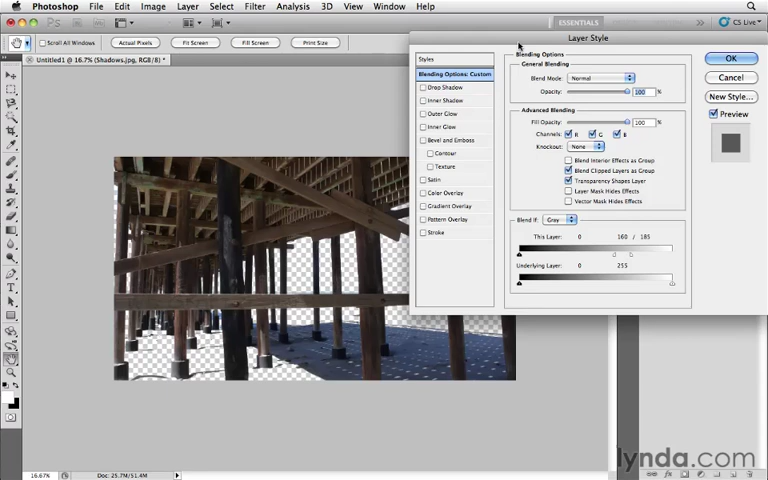 Photoshop File Edit Image Layer Select Filter Analysis 3D View Window Help
Ps ESSENTIALS >> CS Live
Scroll All Windows Actual Pixels Fit Screen Fill Screen Print Size
Untitled1 @ 16.7% (Shadows.jpg, RGB/8) *
Layer Style
Styles
Blending Options: Custom
Drop Shadow
Inner Shadow
Outer Glow
Inner Glow
Bevel and Emboss
Contour
Texture
Satin
Color Overlay
Gradient Overlay
Pattern Overlay
Stroke
Blending Options
General Blending
Blend Mode: Normal
Opacity: 100 %
Advanced Blending
Fill Opacity: 100 %
Channels: R G B
Knockout: None
Blend Interior Effects as Group
Blend Clipped Layers as Group
Transparency Shapes Layer
Layer Mask Hides Effects
Vector Mask Hides Effects
Blend If: Gray
This Layer: 0 160 / 185
Underlying Layer: 0 255
OK
Cancel
New Style...
Preview
16.67% Doc: 25.7M/51.4M
lynda.com